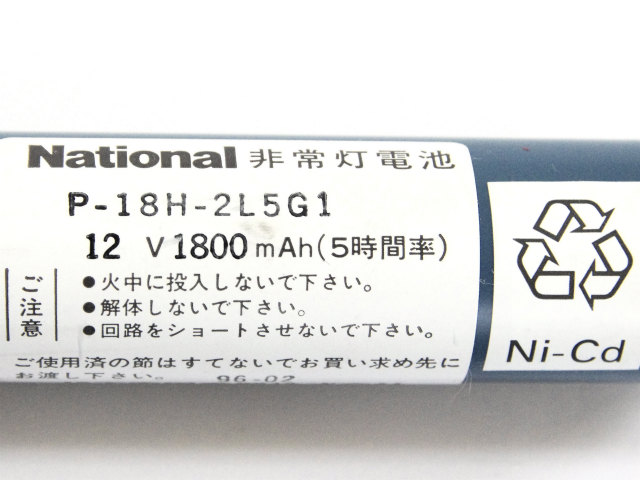 National 非常灯電池
P-18H-2L5G1
12 V 1800 mAh(5時間率)
ご注意
●火中に投入しないで下さい。
●解体しないで下さい。
●回路をショートさせないで下さい。
ご使用済の節はすてないでお買い求め先に
お渡し下さい。 96-02
Ni-Cd